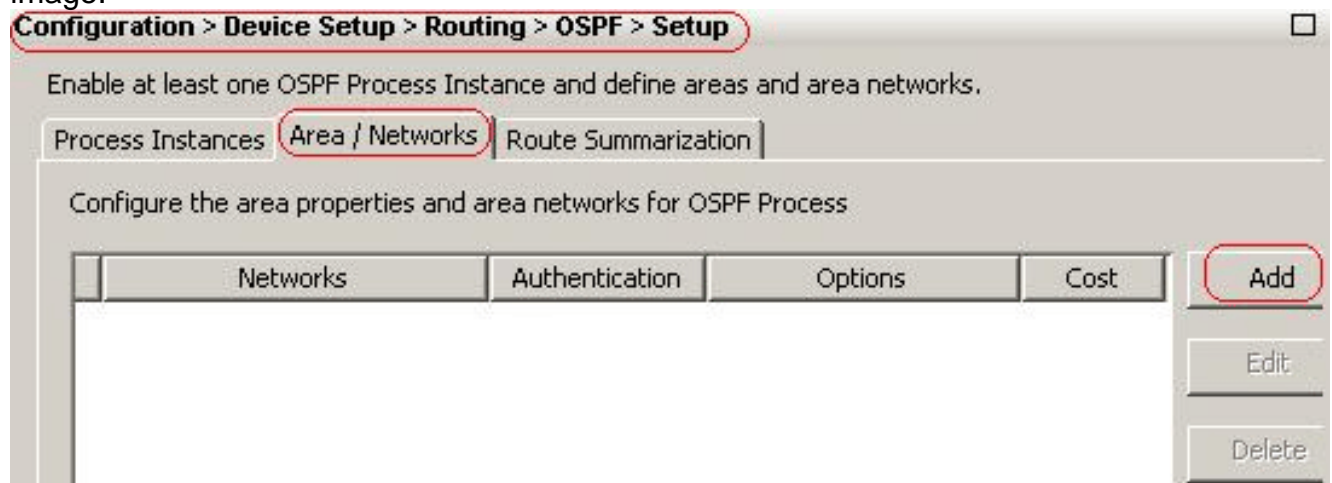 image.
Configuration > Device Setup > Routing > OSPF > Setup
Enable at least one OSPF Process Instance and define areas and area networks.
Process Instances Area / Networks Route Summarization
Configure the area properties and area networks for OSPF Process
Networks Authentication Options Cost Add
Edit
Delete